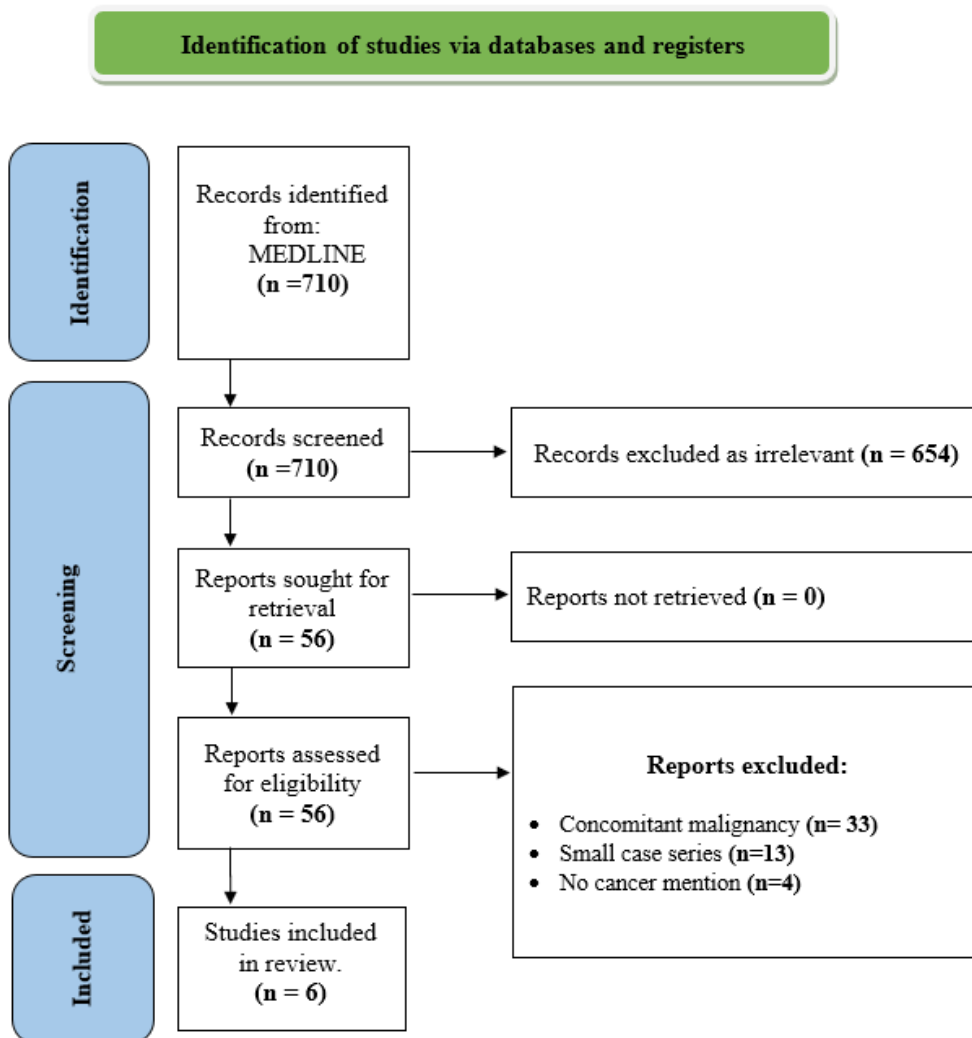 Identification of studies via databases and registers
Identification
Records identified
from:
MEDLINE
(n =710)
Screening
Records screened
(n =710)
Records excluded as irrelevant (n = 654)
Reports sought for
retrieval
(n = 56)
Reports not retrieved (n = 0)
Reports assessed
for eligibility
(n = 56)
Reports excluded:
• Concomitant malignancy (n= 33)
• Small case series (n=13)
• No cancer mention (n=4)
Included
Studies included
in review.
(n = 6)